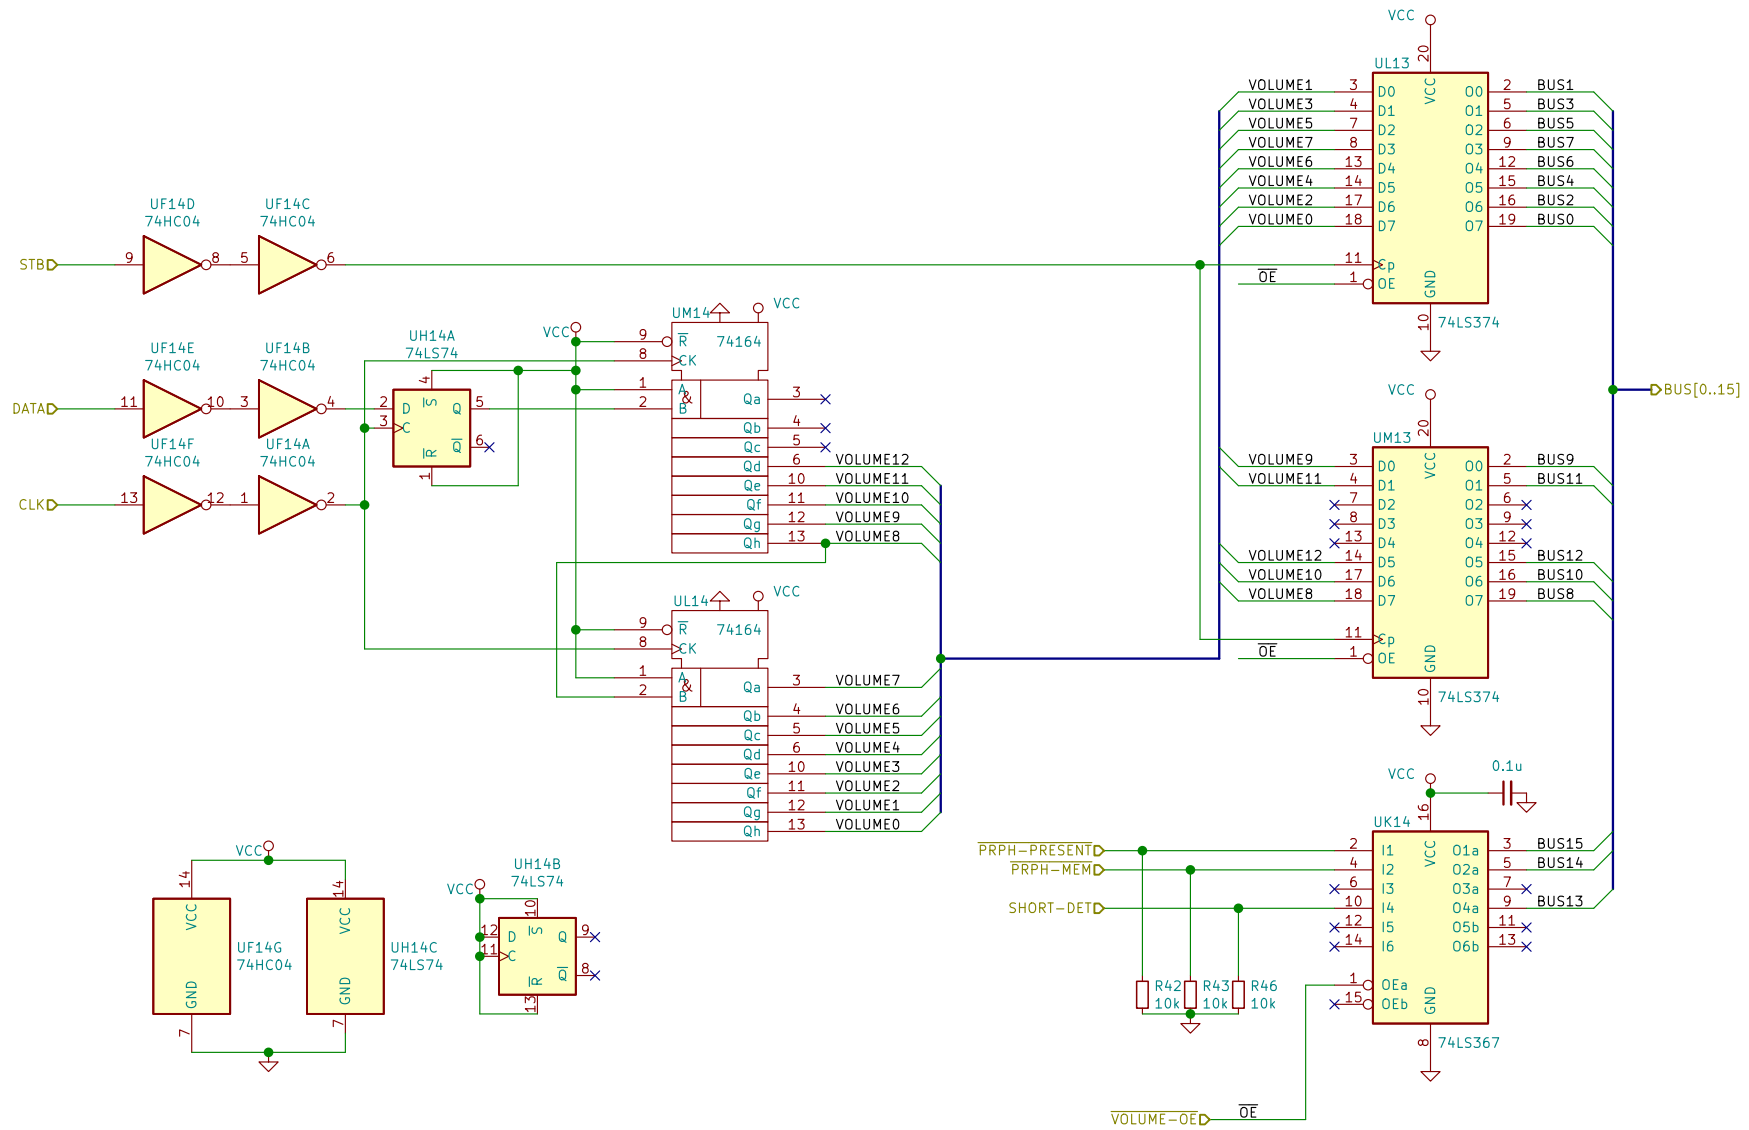 VCC
UL13
20
VCC
VOLUME1 3 D0 O0 2 BUS1
VOLUME3 4 D1 O1 5 BUS3
VOLUME5 7 D2 O2 6 BUS5
VOLUME7 8 D3 O3 9 BUS7
VOLUME6 13 D4 O4 12 BUS6
VOLUME4 14 D5 O5 15 BUS4
VOLUME2 17 D6 O6 16 BUS2
VOLUME0 18 D7 O7 19 BUS0
11 Cp
OE 1 OE
GND
10
74LS374
UF14D
74HC04
UF14C
74HC04
STB 9 8 5 6
UF14E
74HC04
UF14B
74HC04
DATA 11 10 3 4
UF14F
74HC04
UF14A
74HC04
CLK 13 12 1 2
UH14A
74LS74
4
S
2 D Q 5
3 C
Q 6
R
1
VCC
UM14
VCC
74164
9 R
8 CK
1 A
&
2 B
Qa 3
Qb 4
Qc 5
Qd 6 VOLUME12
Qe 10 VOLUME11
Qf 11 VOLUME10
Qg 12 VOLUME9
Qh 13 VOLUME8
UL14
VCC
74164
9 R
8 CK
1 A
&
2 B
Qa 3 VOLUME7
Qb 4 VOLUME6
Qc 5 VOLUME5
Qd 6 VOLUME4
Qe 10 VOLUME3
Qf 11 VOLUME2
Qg 12 VOLUME1
Qh 13 VOLUME0
BUS[0..15]
VCC
UM13
20
VCC
VOLUME9 3 D0 O0 2 BUS9
VOLUME11 4 D1 O1 5 BUS11
7 D2 O2 6
8 D3 O3 9
13 D4 O4 12
VOLUME12 14 D5 O5 15 BUS12
VOLUME10 17 D6 O6 16 BUS10
VOLUME8 18 D7 O7 19 BUS8
11 Cp
OE 1 OE
GND
10
74LS374
VCC
0.1u
UK14
16
VCC
PRPH-PRESENT 2 I1 O1a 3 BUS15
PRPH-MEM 4 I2 O2a 5 BUS14
6 I3 O3a 7
SHORT-DET 10 I4 O4a 9 BUS13
12 I5 O5b 11
14 I6 O6b 13
1 OEa
15 OEb
GND
8
74LS367
R42
10k
R43
10k
R46
10k
VOLUME-OE OE
VCC
14
VCC
GND
7
UF14G
74HC04
14
VCC
GND
7
UH14C
74LS74
UH14B
74LS74
VCC
10
S
12 D Q 9
11 C
Q 8
R
13